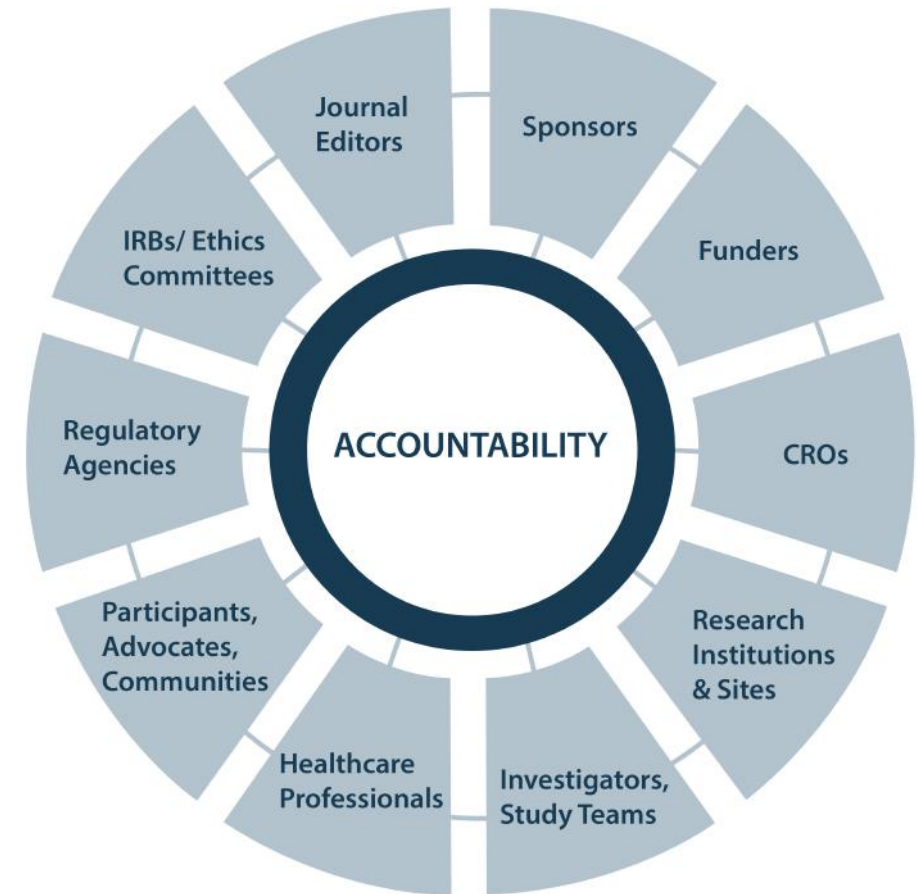 Journal
Editors
Sponsors
Funders
CROs
Research
Institutions
& Sites
Investigators,
Study Teams
Healthcare
Professionals
Participants,
Advocates,
Communities
Regulatory
Agencies
IRBs/ Ethics
Committees
ACCOUNTABILITY